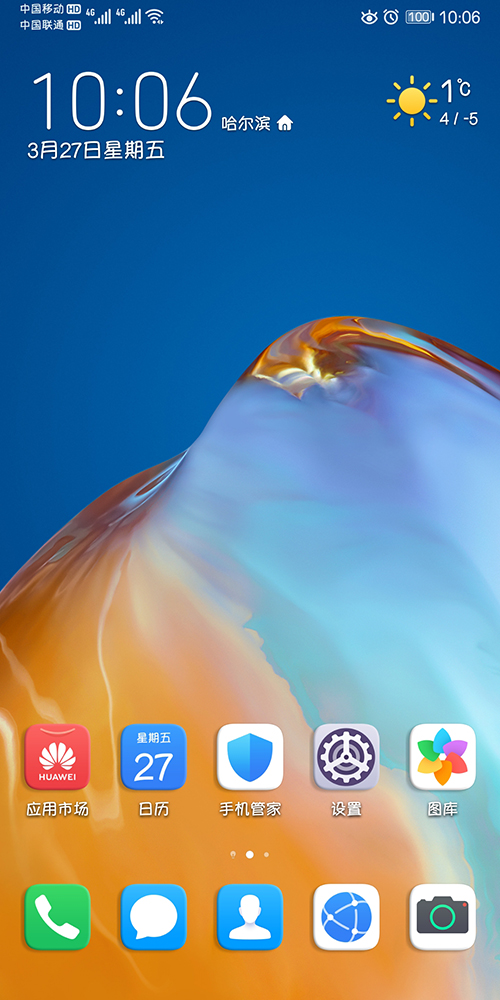 中国移动 HD 4G 4G 100 10:06
中国联通 HD
10:06 哈尔滨 1℃
4 / -5
3月27日星期五
HUAWEI 星期五
27
应用市场 日历 手机管家 设置 图库